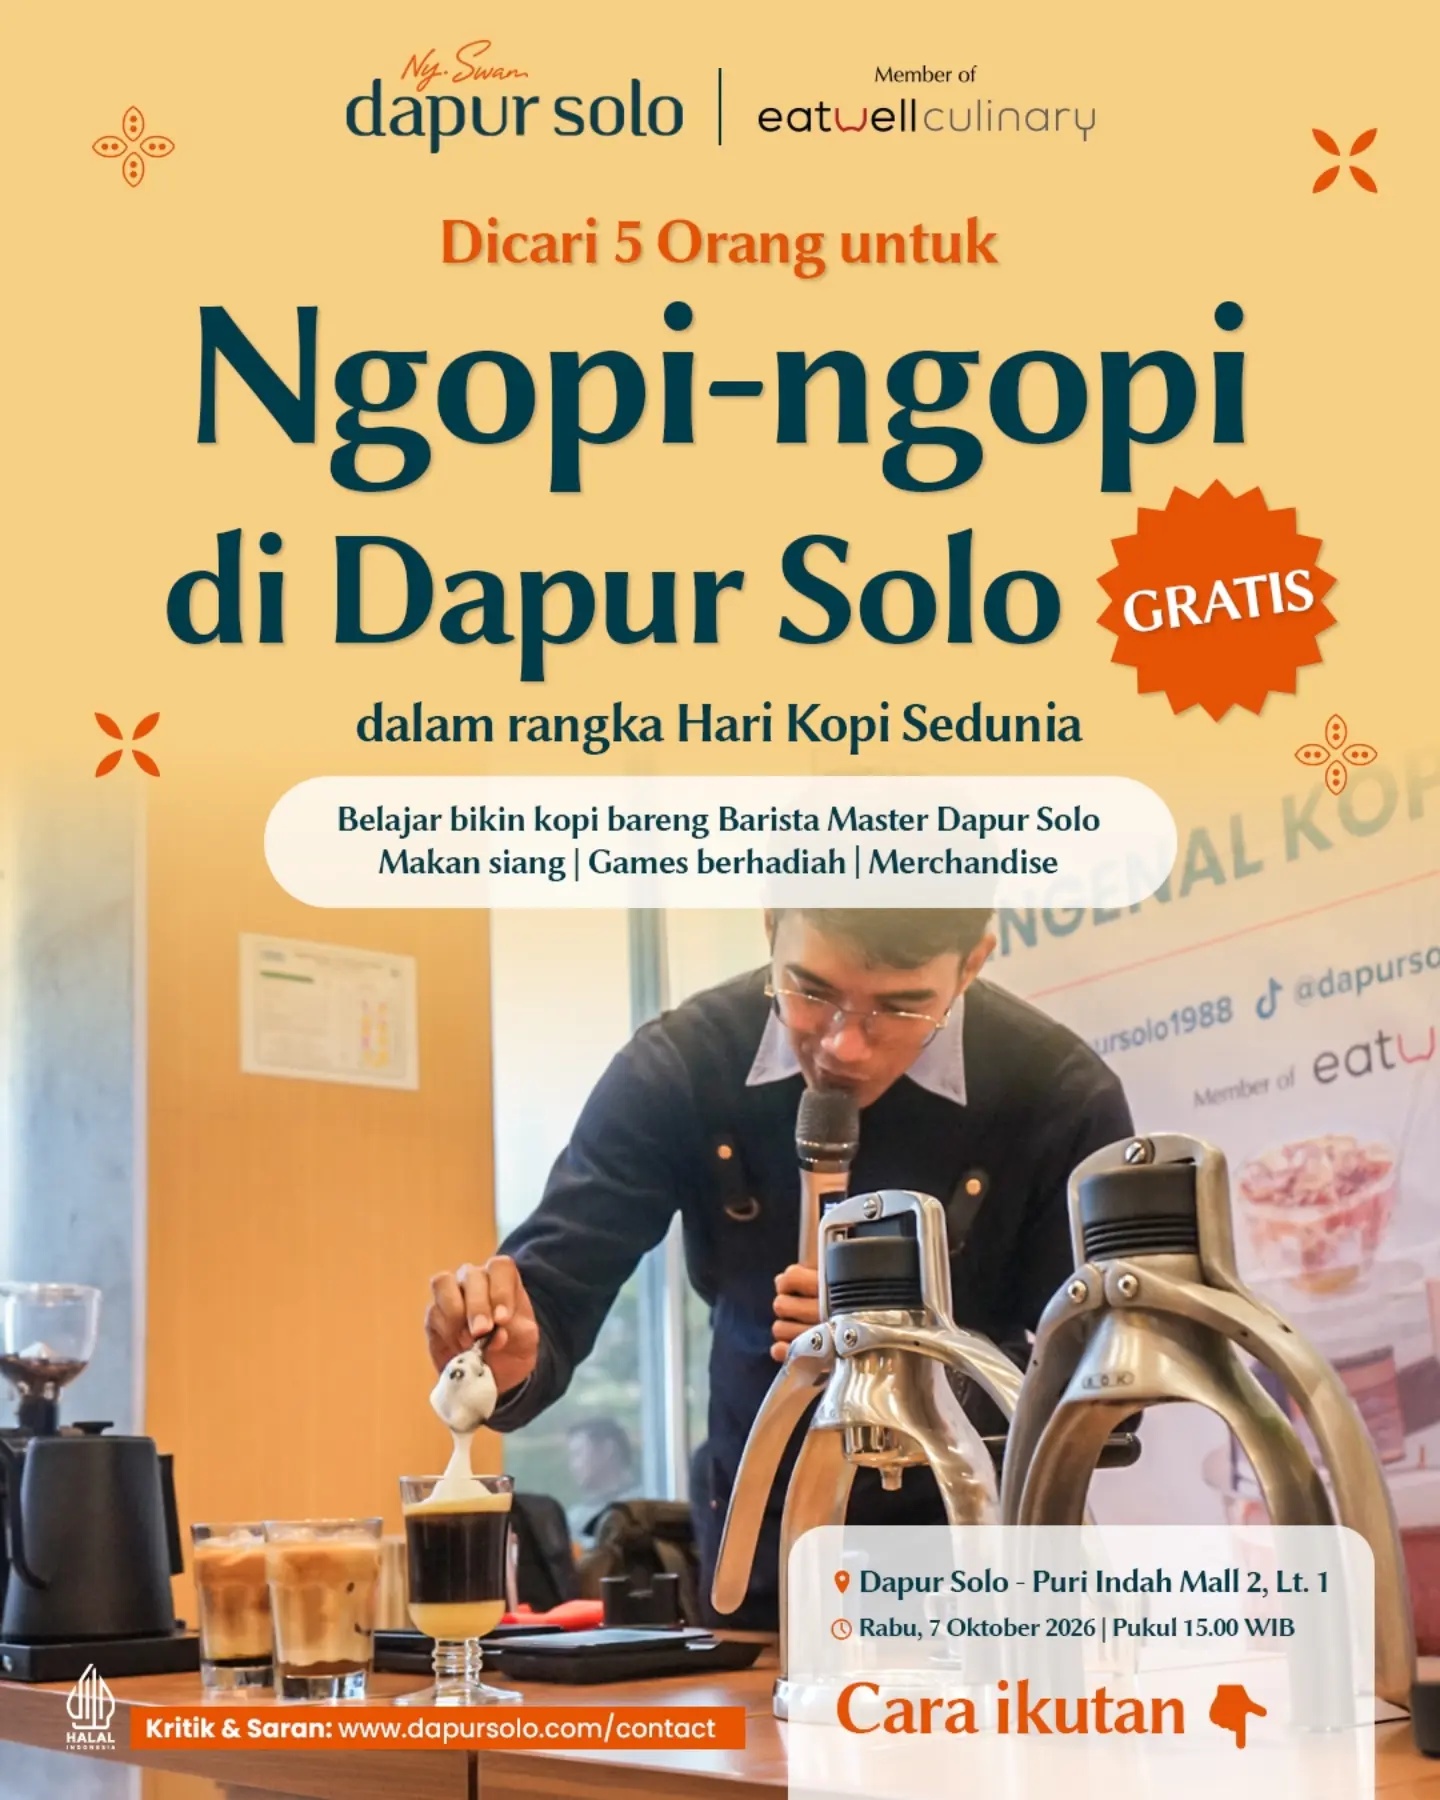 Ny. Swan
dapur solo
Member of
eatwellculinary
Dicari 5 Orang untuk
Ngopi-ngopi
di Dapur Solo
GRATIS
dalam rangka Hari Kopi Sedunia
Belajar bikin kopi bareng Barista Master Dapur Solo
Makan siang | Games berhadiah | Merchandise
NGENAL KOP
ursolo1988 @dapurso
Member of eatw
ROK
Dapur Solo - Puri Indah Mall 2, Lt. 1
Rabu, 7 Oktober 2026 | Pukul 15.00 WIB
Cara ikutan
HALAL
INDONESIA
Kritik & Saran: www.dapursolo.com/contact